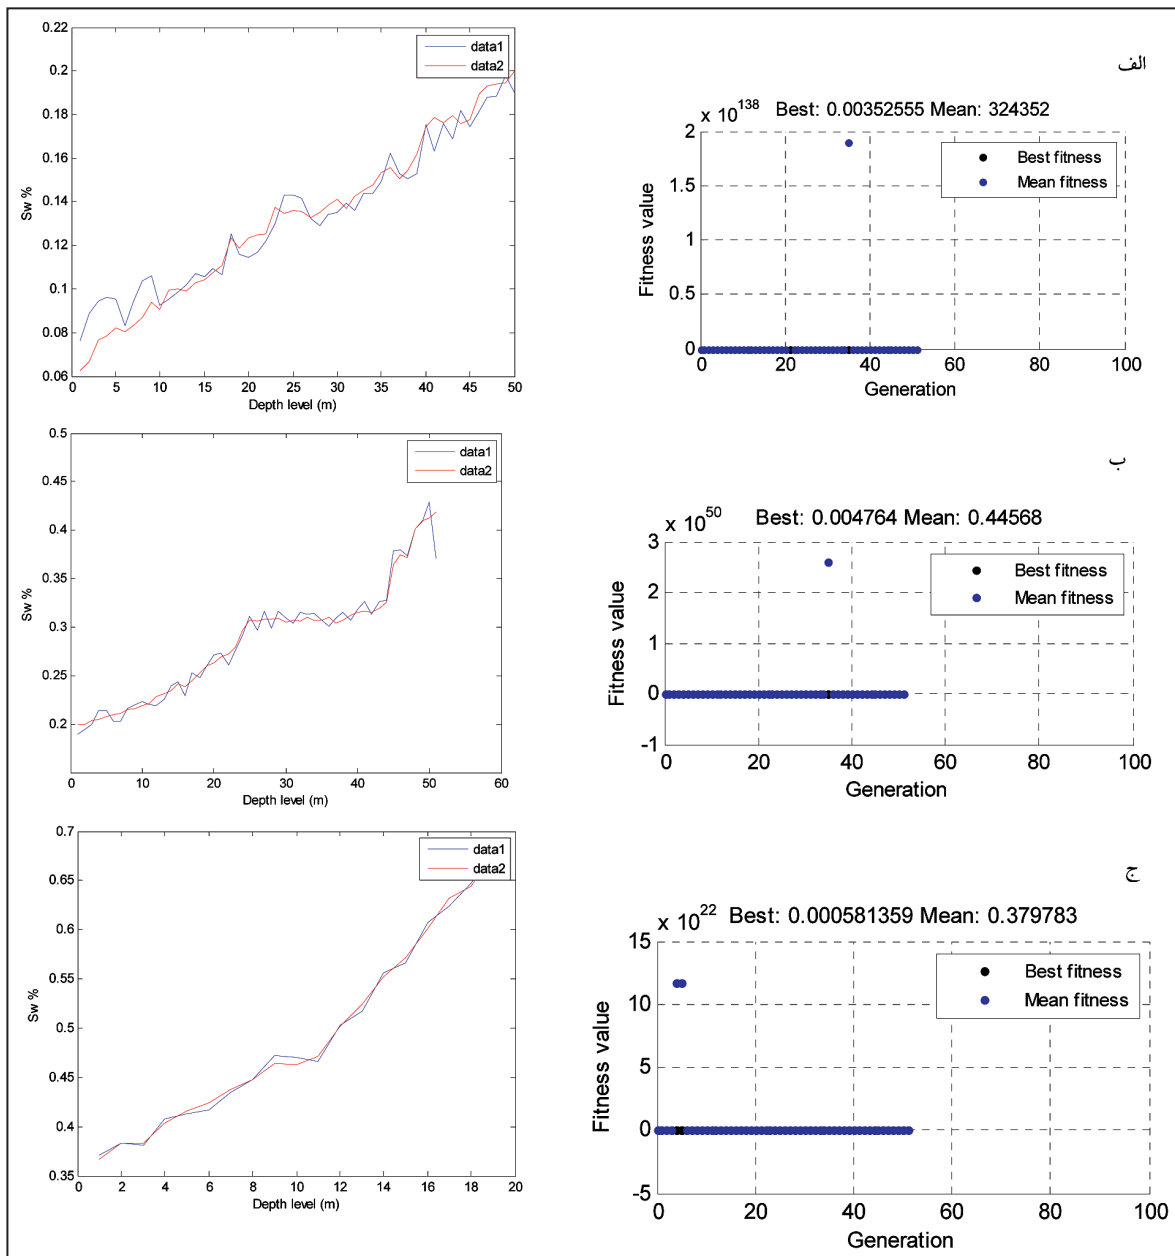 0.22
0.2
0.18
0.16
0.14
0.12
0.1
0.08
0.06
Sw %
data1
data2
0 5 10 15 20 25 30 35 40 45 50
Depth level (m)
الف
x 10^138 Best: 0.00352555 Mean: 324352
2
1.5
1
0.5
0
Fitness value
Best fitness
Mean fitness
0 20 40 60 80 100
Generation
0.5
0.45
0.4
0.35
0.3
0.25
0.2
Sw %
data1
data2
0 10 20 30 40 50 60
Depth level (m)
ب
x 10^50 Best: 0.004764 Mean: 0.44568
3
2
1
0
-1
Fitness value
Best fitness
Mean fitness
0 20 40 60 80 100
Generation
0.7
0.65
0.6
0.55
0.5
0.45
0.4
0.35
Sw %
data1
data2
0 2 4 6 8 10 12 14 16 18 20
Depth level (m)
ج
x 10^22 Best: 0.000581359 Mean: 0.379783
15
10
5
0
-5
Fitness value
Best fitness
Mean fitness
0 20 40 60 80 100
Generation